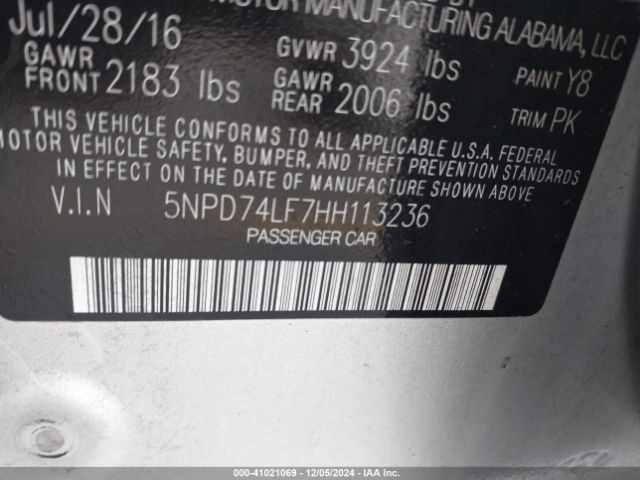 MOTOR MANUFACTURING ALABAMA, LLC
Jul/28/16
GVWR 3924 lbs
PAINT Y8
GAWR FRONT 2183 lbs
GAWR REAR 2006 lbs
TRIM PK
THIS VEHICLE CONFORMS TO ALL APPLICABLE U.S.A. FEDERAL
MOTOR VEHICLE SAFETY, BUMPER, AND THEFT PREVENTION STANDARDS
IN EFFECT ON THE DATE OF MANUFACTURE SHOWN ABOVE
V.I.N 5NPD74LF7HH113236
PASSENGER CAR
000-41021069 - 12/05/2024 - IAA Inc.